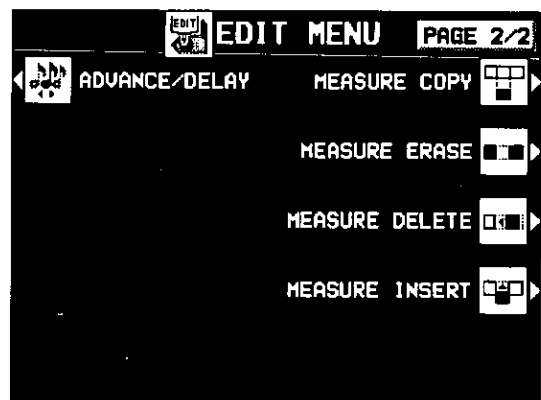 EDIT EDIT MENU PAGE 2/2
ADVANCE/DELAY MEASURE COPY
MEASURE ERASE
MEASURE DELETE
MEASURE INSERT